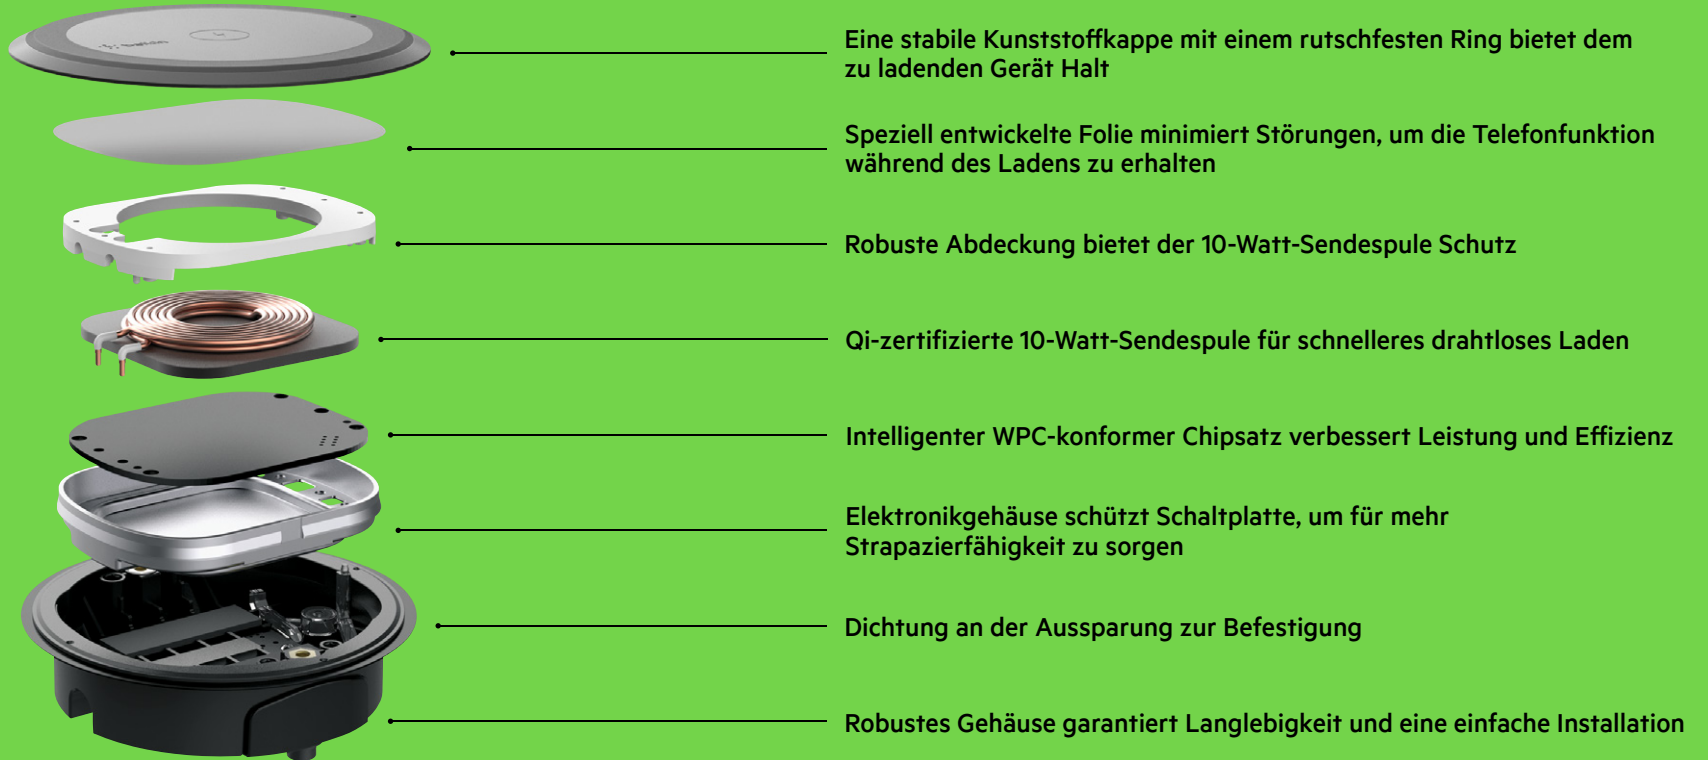 Eine stabile Kunststoffkappe mit einem rutschfesten Ring bietet dem
zu ladenden Gerät Halt
Speziell entwickelte Folie minimiert Störungen, um die Telefonfunktion
während des Ladens zu erhalten
Robuste Abdeckung bietet der 10-Watt-Sendespule Schutz
Qi-zertifizierte 10-Watt-Sendespule für schnelleres drahtloses Laden
Intelligenter WPC-konformer Chipsatz verbessert Leistung und Effizienz
Elektronikgehäuse schützt Schaltplatte, um für mehr
Strapazierfähigkeit zu sorgen
Dichtung an der Aussparung zur Befestigung
Robustes Gehäuse garantiert Langlebigkeit und eine einfache Installation